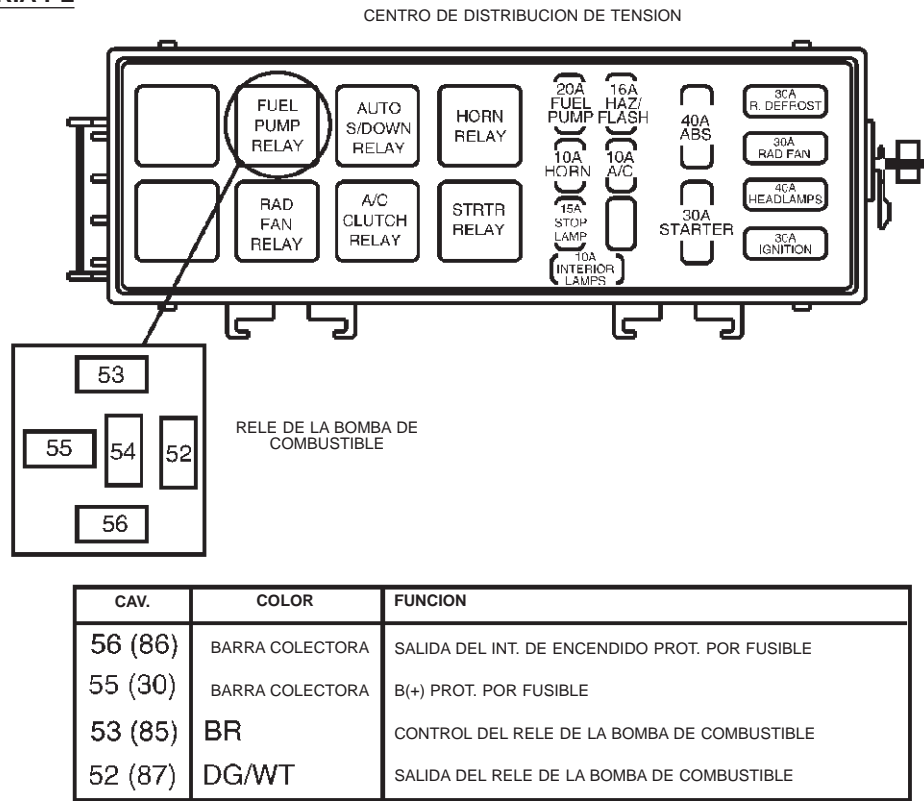 CENTRO DE DISTRIBUCION DE TENSION
FUEL
PUMP
RELAY
AUTO
S/DOWN
RELAY
HORN
RELAY
RAD
FAN
RELAY
A/C
CLUTCH
RELAY
STRTR
RELAY
20A
FUEL
PUMP
16A
HAZ/
FLASH
10A
HORN
10A
A/C
15A
STOP
LAMP
10A
INTERIOR
LAMPS
40A
ABS
30A
STARTER
30A
R. DEFROST
30A
RAD FAN
40A
HEADLAMPS
30A
IGNITION
53
55
54
52
56
RELE DE LA BOMBA DE
COMBUSTIBLE
CAV. COLOR FUNCION
56 (86) BARRA COLECTORA SALIDA DEL INT. DE ENCENDIDO PROT. POR FUSIBLE
55 (30) BARRA COLECTORA B(+) PROT. POR FUSIBLE
53 (85) BR CONTROL DEL RELE DE LA BOMBA DE COMBUSTIBLE
52 (87) DG/WT SALIDA DEL RELE DE LA BOMBA DE COMBUSTIBLE